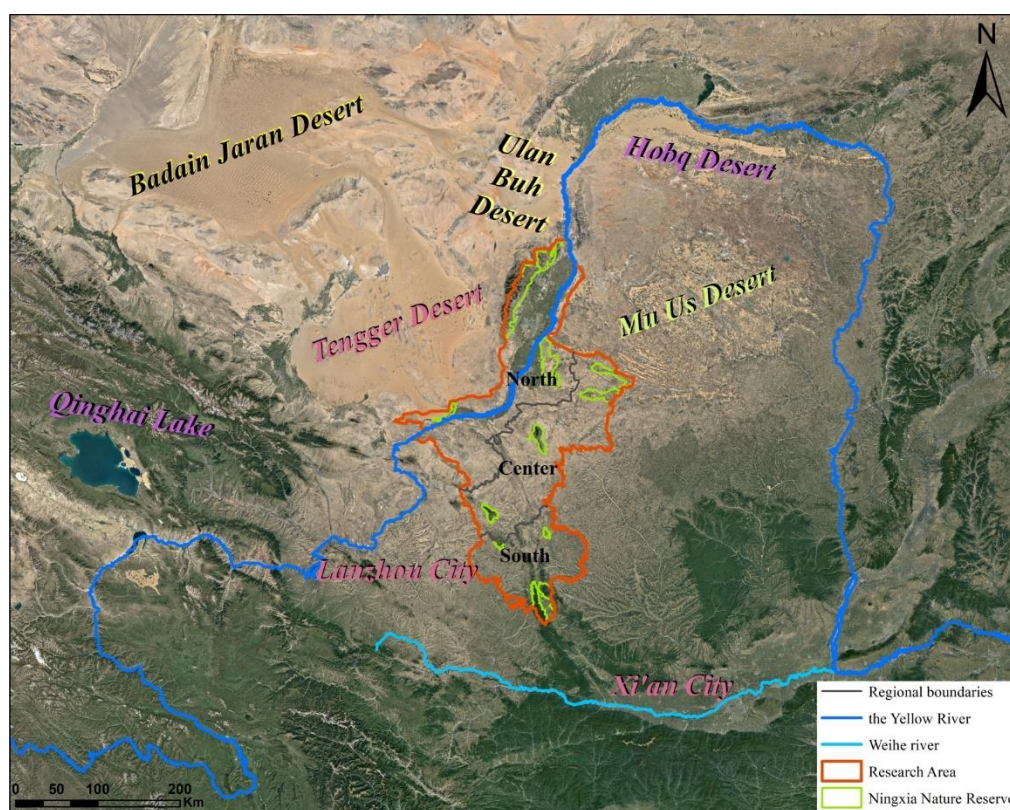 N
Badain Jaran Desert
Ulan
Buh
Desert
Hobq Desert
Tengger Desert
Mu Us Desert
North
Qinghai Lake
Center
South
Lanzhou City
Xi'an City
Regional boundaries
the Yellow River
Weihe river
Research Area
Ningxia Nature Reserve
0 50 100 200
Km